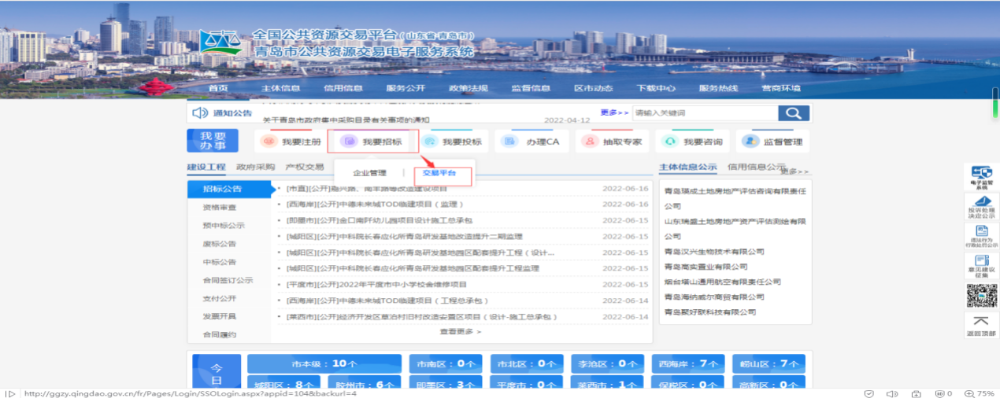 全国公共资源交易平台(山东省·青岛市)
青岛市公共资源交易电子服务系统
首页 主体信息 信用信息 服务公开 政策法规 监督信息 区市动态 下载中心 服务热线 营商环境
通知公告
关于青岛市政府集中采购目录有关事项的通知 2022-04-12
更多>> 请输入关键词
我要办事
我要注册 我要招标 我要投标 办理CA 抽取专家 我要咨询 监督管理
企业管理 | 交易平台
建设工程 政府采购 产权交易
招标公告
资格审查
预中标公示
废标公告
中标公告
合同签订公示
支付公开
发票开具
合同履约
[市直][公开] 2022-06-16
[西海岸][公开]中德未来城TOD临建项目(监理) 2022-06-16
[即墨市][公开]金口南阡幼儿园项目设计施工总承包 2022-06-16
[城阳区][公开]中科院长春应化所青岛研发基地改造提升二期监理 2022-06-15
[城阳区][公开]中科院长春应化所青岛研发基地园区配套提升工程(设计... 2022-06-15
[城阳区][公开]中科院长春应化所青岛研发基地园区配套提升工程监理 2022-06-15
[平度市][公开]2022年平度市中小学校舍维修项目 2022-06-15
[西海岸][公开]中德未来城TOD临建项目(工程总承包) 2022-06-14
[莱西市][公开]经济开发区葛泊村旧村改造安置区项目(设计-施工总承包) 2022-06-14
查看更多 >
主体信息公示 信用信息公示 更多>>
青岛瑞成土地房地产评估咨询有限责任
公司
山东瑞盛土地房地产资产评估测绘有限
公司
青岛汉兴生物技术有限公司
青岛高实置业有限公司
烟台塔山通用航空有限责任公司
青岛海纳威尔商贸有限公司
青岛聚好联科技有限公司
电子监管
系统
投诉处理
决定公示
违法行为
行政处罚公示
意见建议
征集
返回顶部
今日
市本级:10个 市南区:0个 市北区:0个 李沧区:0个 西海岸:7个 崂山区:7个
城阳区:8个 胶州市:6个 即墨区:3个 平度市:0个 莱西市:1个 保税区:0个 高新区:0个
http://ggzy.qingdao.gov.cn/fr/Pages/Login/SSOLogin.aspx?appid=104&backurl=4
0
75%